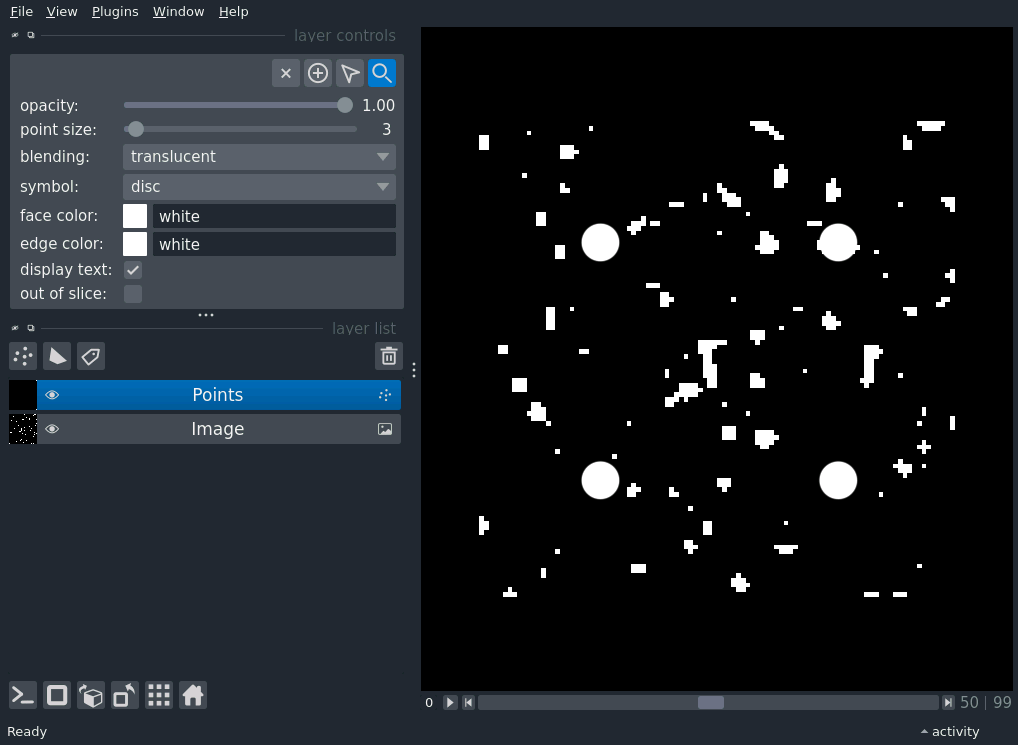 File View Plugins Window Help
layer controls
opacity: 1.00
point size: 3
blending: translucent
symbol: disc
face color: white
edge color: white
display text:
out of slice:
layer list
Points
Image
0 50 | 99
Ready activity